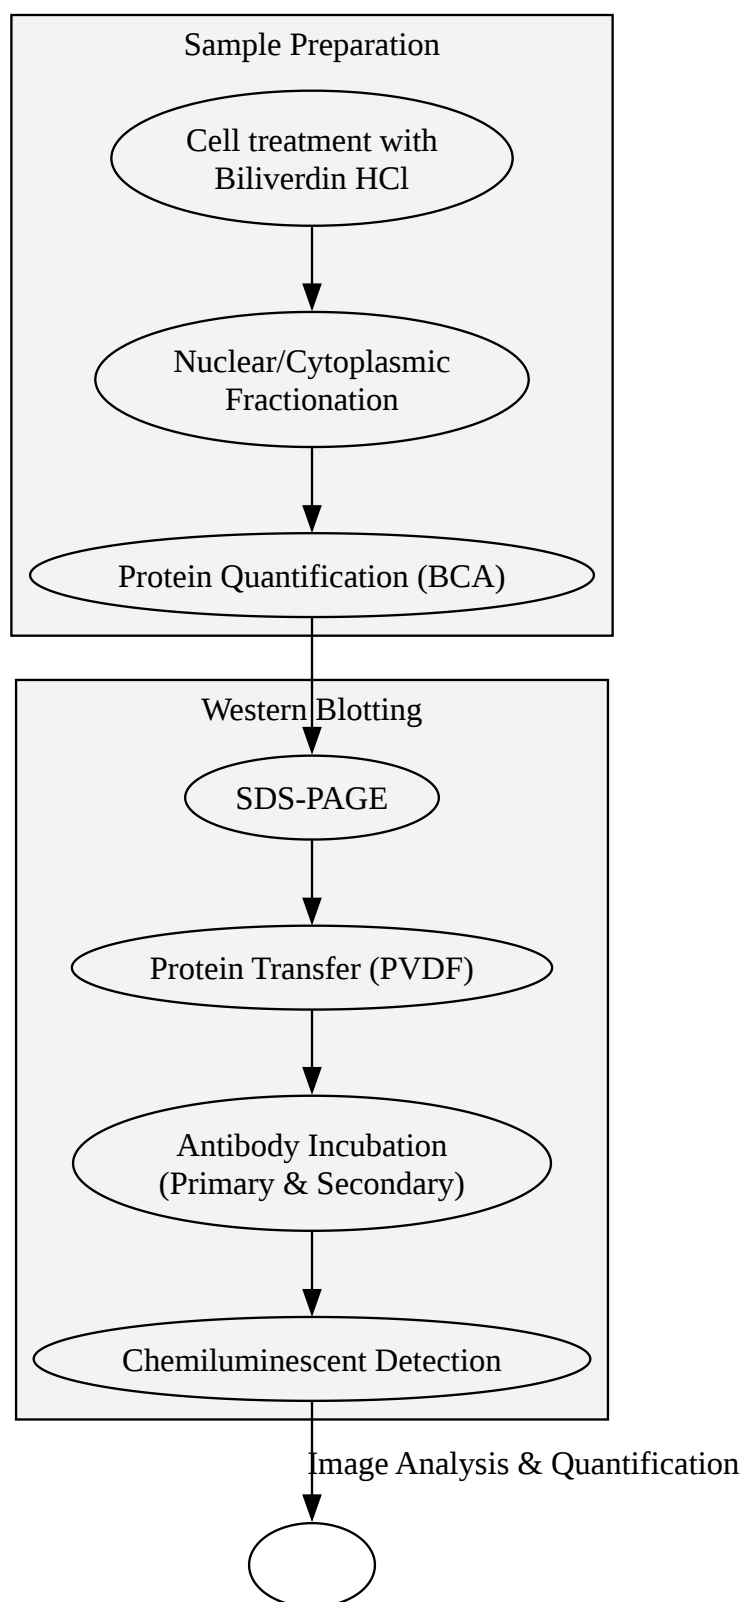 Sample Preparation
Cell treatment with
Biliverdin HCl
Nuclear/Cytoplasmic
Fractionation
Protein Quantification (BCA)
Western Blotting
SDS-PAGE
Protein Transfer (PVDF)
Antibody Incubation
(Primary & Secondary)
Chemiluminescent Detection
Image Analysis & Quantification